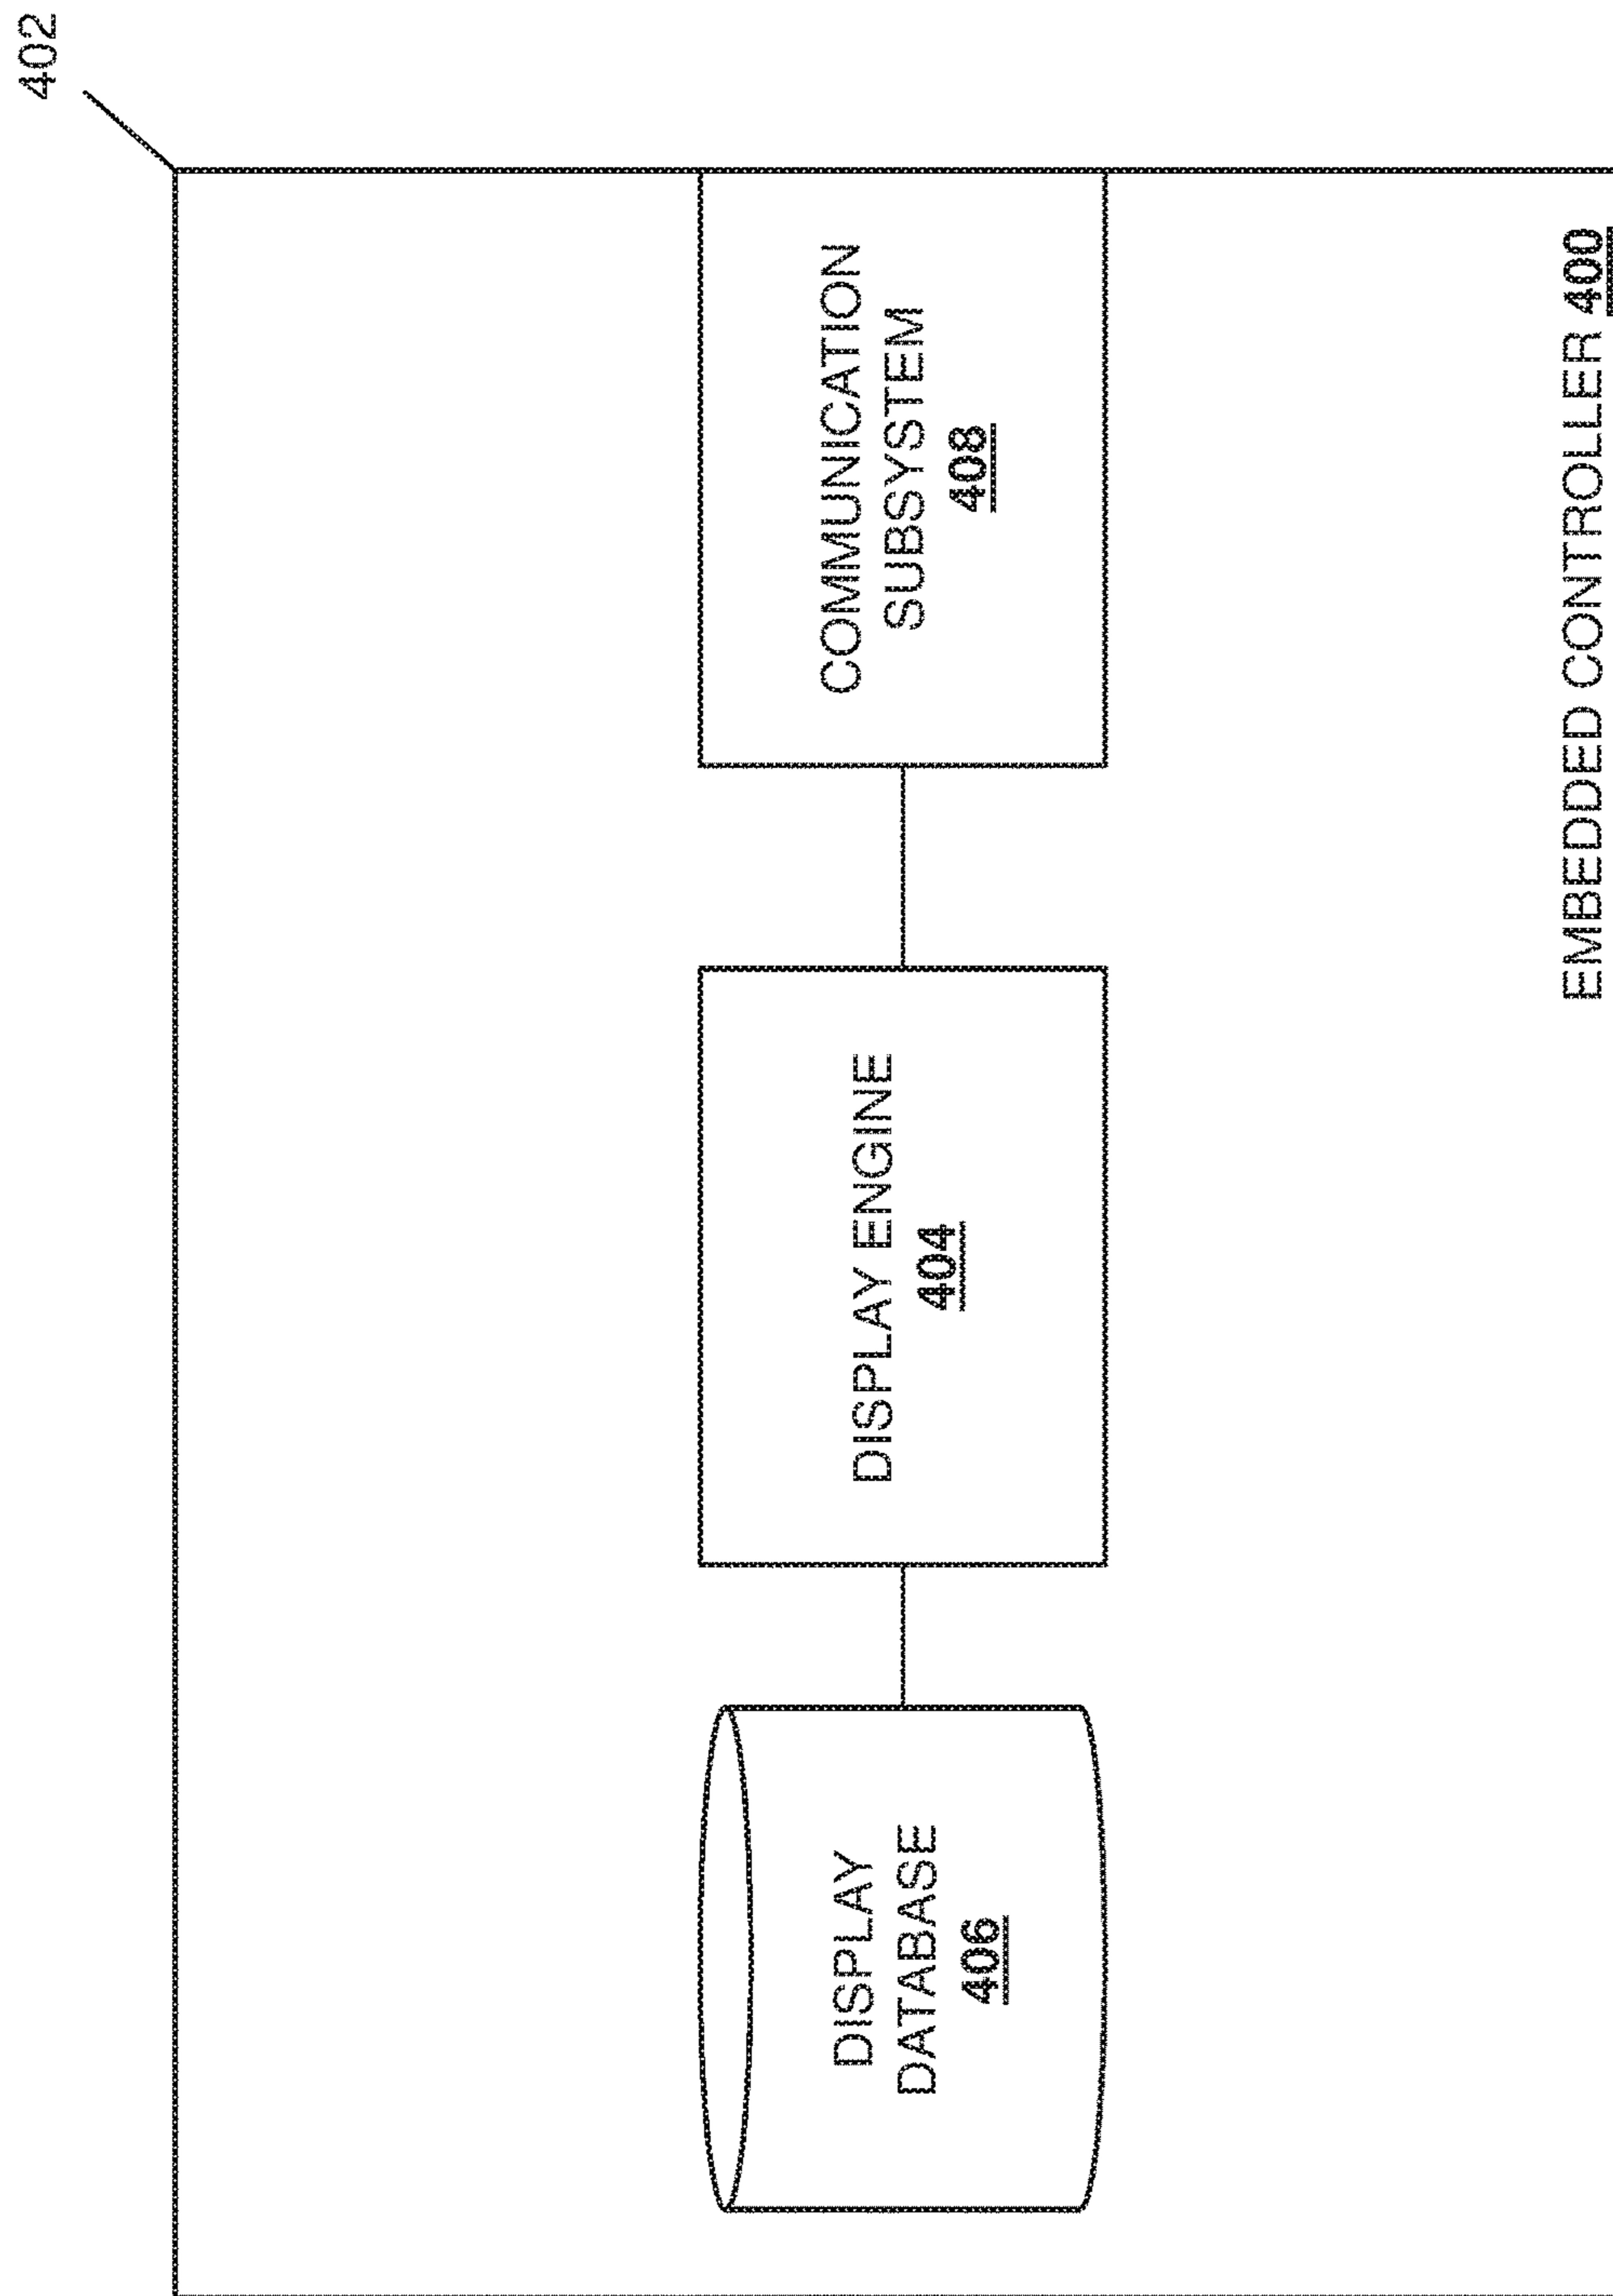 402
DISPLAY
DATABASE
406
DISPLAY ENGINE
404
COMMUNICATION
SUBSYSTEM
408
EMBEDDED CONTROLLER 400